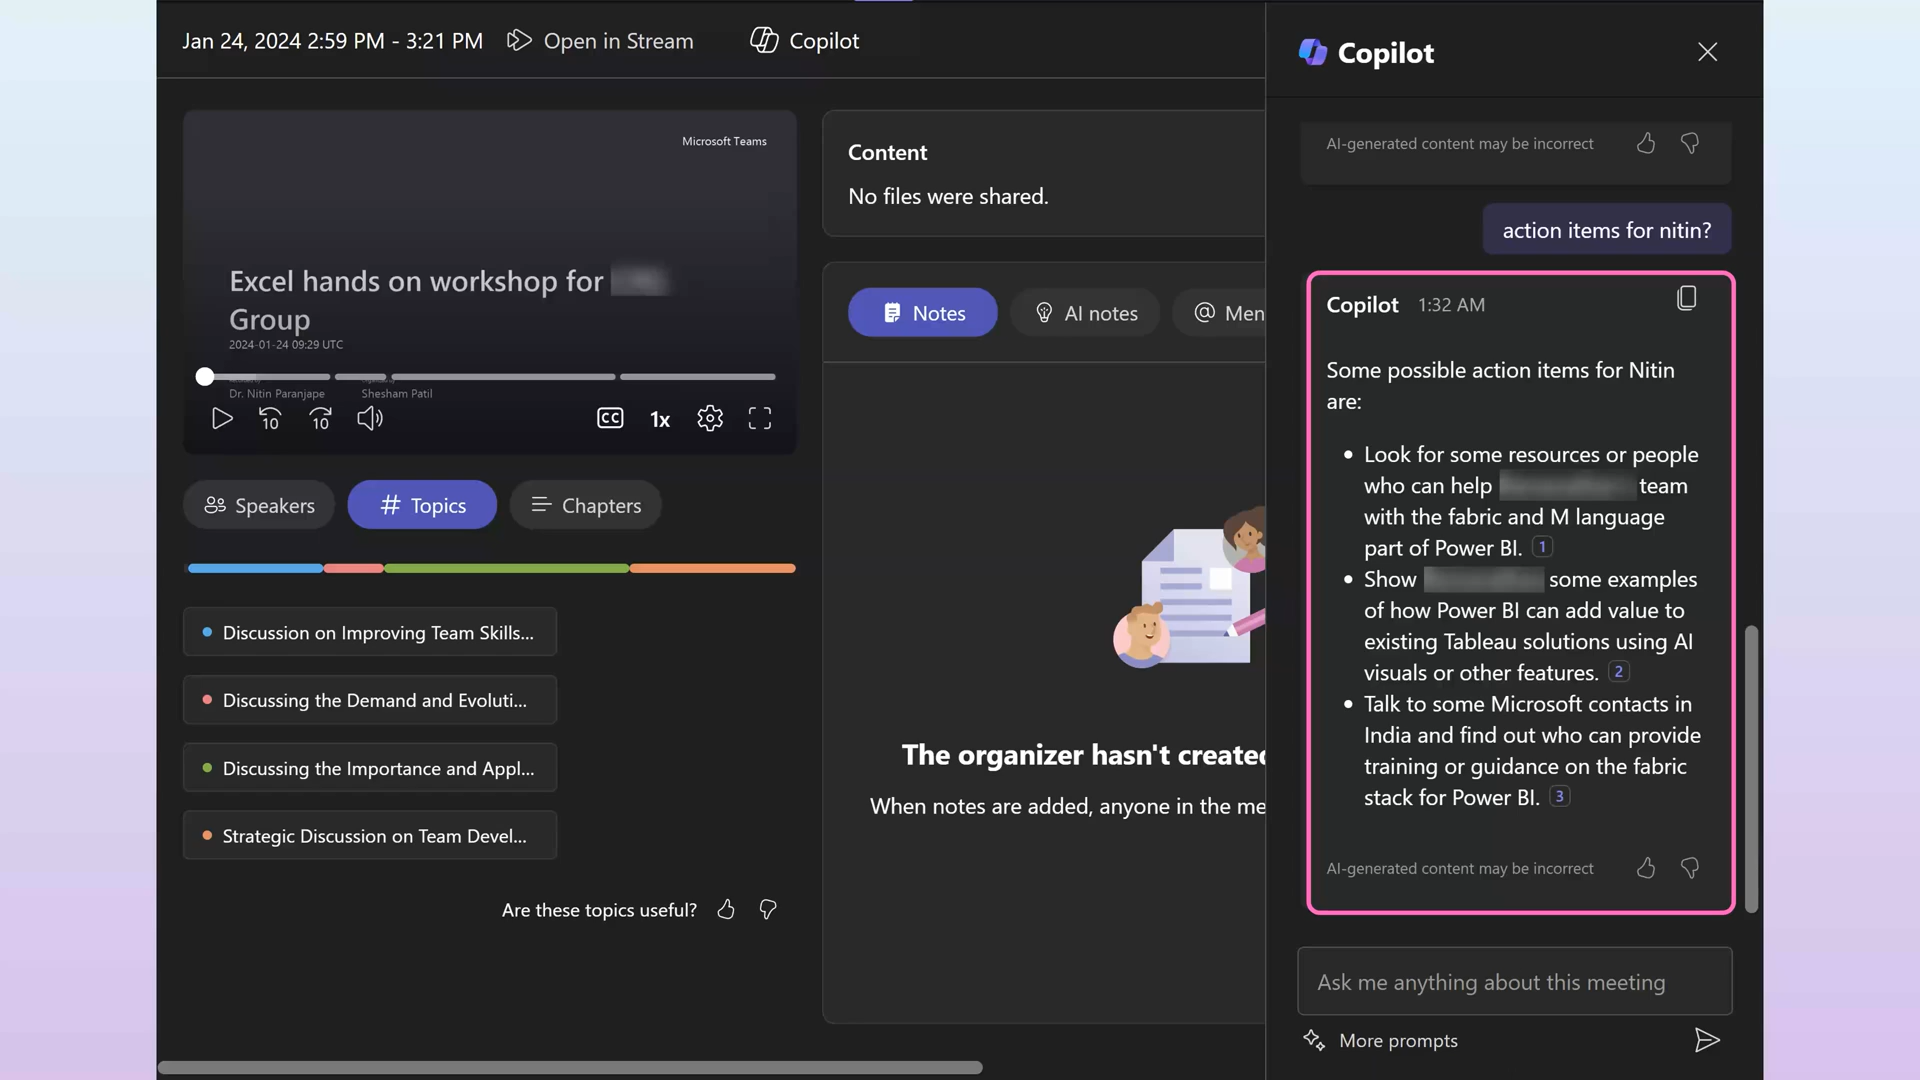 Jan 24, 2024 2:59 PM - 3:21 PM
Open in Stream
Copilot
Microsoft Teams
Excel hands on workshop for
Group
2024-01-24 09:29 UTC
Dr. Nitin Paranjape
Shesham Patil
10
10
CC
1x
Speakers
# Topics
Chapters
Discussion on Improving Team Skills...
Discussing the Demand and Evoluti...
Discussing the Importance and Appl...
Strategic Discussion on Team Devel...
Are these topics useful?
Content
No files were shared.
Notes
AI notes
@ Men
The organizer hasn't created
When notes are added, anyone in the me
Copilot
AI-generated content may be incorrect
action items for nitin?
Copilot 1:32 AM
Some possible action items for Nitin
are:
• Look for some resources or people
who can help team
with the fabric and M language
part of Power BI. 1
• Show some examples
of how Power BI can add value to
existing Tableau solutions using AI
visuals or other features. 2
• Talk to some Microsoft contacts in
India and find out who can provide
training or guidance on the fabric
stack for Power BI. 3
AI-generated content may be incorrect
Ask me anything about this meeting
More prompts